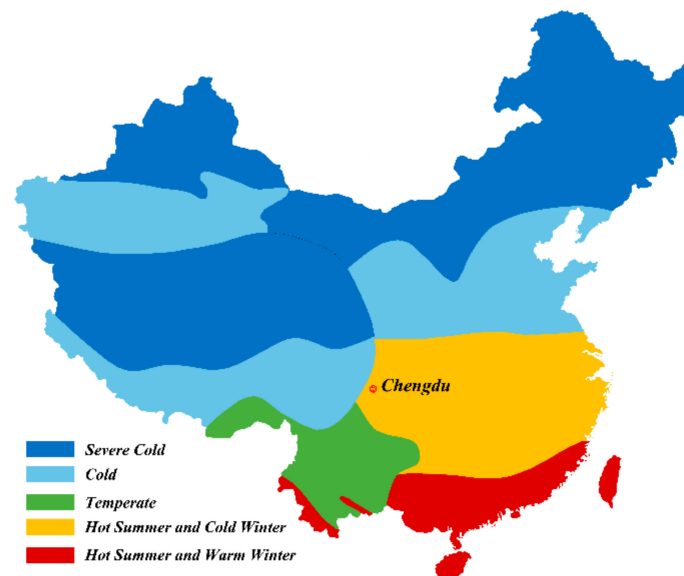 Chengdu
Severe Cold
Cold
Temperate
Hot Summer and Cold Winter
Hot Summer and Warm Winter